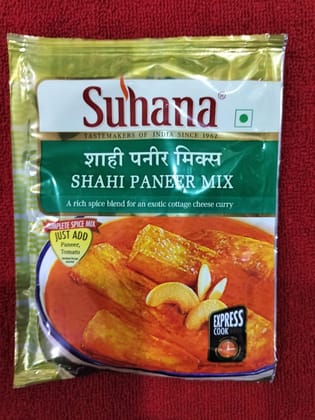 Suhana®
TASTEMAKERS OF INDIA SINCE 1962
शाही पनीर मिक्स
SHAHI PANEER MIX
A rich spice blend for an exotic cottage cheese curry
COMPLETE SPICE MIX
JUST ADD
Paneer,
Tomato
EXPRESS
COOK